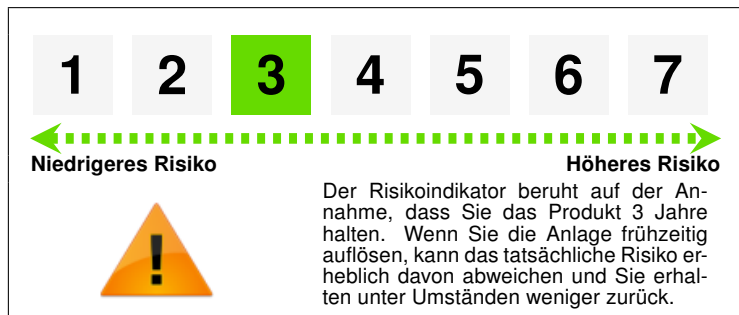 1 2 3 4 5 6 7
Niedrigeres Risiko Höheres Risiko
Der Risikoindikator beruht auf der An-
nahme, dass Sie das Produkt 3 Jahre
halten. Wenn Sie die Anlage frühzeitig
auflösen, kann das tatsächliche Risiko er-
heblich davon abweichen und Sie erhal-
ten unter Umständen weniger zurück.